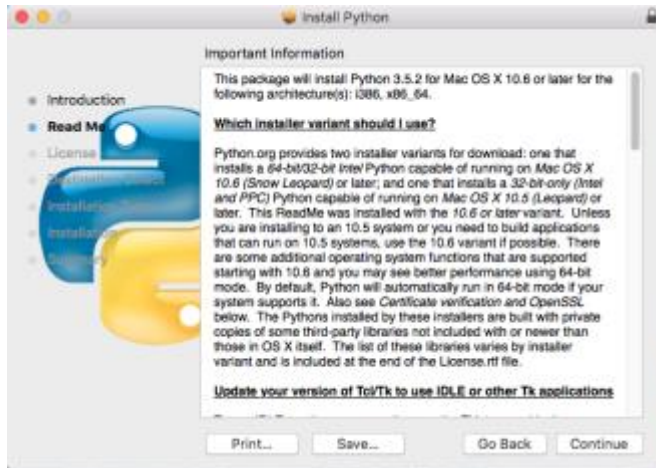 Install Python
Important Information
Introduction
Read Me
License
Installation
Summary
This package will install Python 3.5.2 for Mac OS X 10.6 or later for the
following architecture(s): i386, x86_64.
Which installer variant should I use?
Python.org provides two installer variants for download: one that
installs a 64-bit/32-bit Intel Python capable of running on Mac OS X
10.6 (Snow Leopard) or later; and one that installs a 32-bit-only (Intel
and PPC) Python capable of running on Mac OS X 10.5 (Leopard) or
later. This ReadMe was installed with the 10.6 or later variant. Unless
you are installing to an 10.5 system or you need to build applications
that can run on 10.5 systems, use the 10.6 variant if possible. There
are some additional operating system functions that are supported
starting with 10.6 and you may see better performance using 64-bit
mode. By default, Python will automatically run in 64-bit mode if your
system supports it. Also see Certificate verification and OpenSSL
below. The Pythons installed by these installers are built with private
copies of some third-party libraries not included with or newer than
those in OS X itself. The list of these libraries varies by installer
variant and is included at the end of the License.rtf file.
Update your version of Tcl/Tk to use IDLE or other Tk applications
Print...
Save...
Go Back
Continue